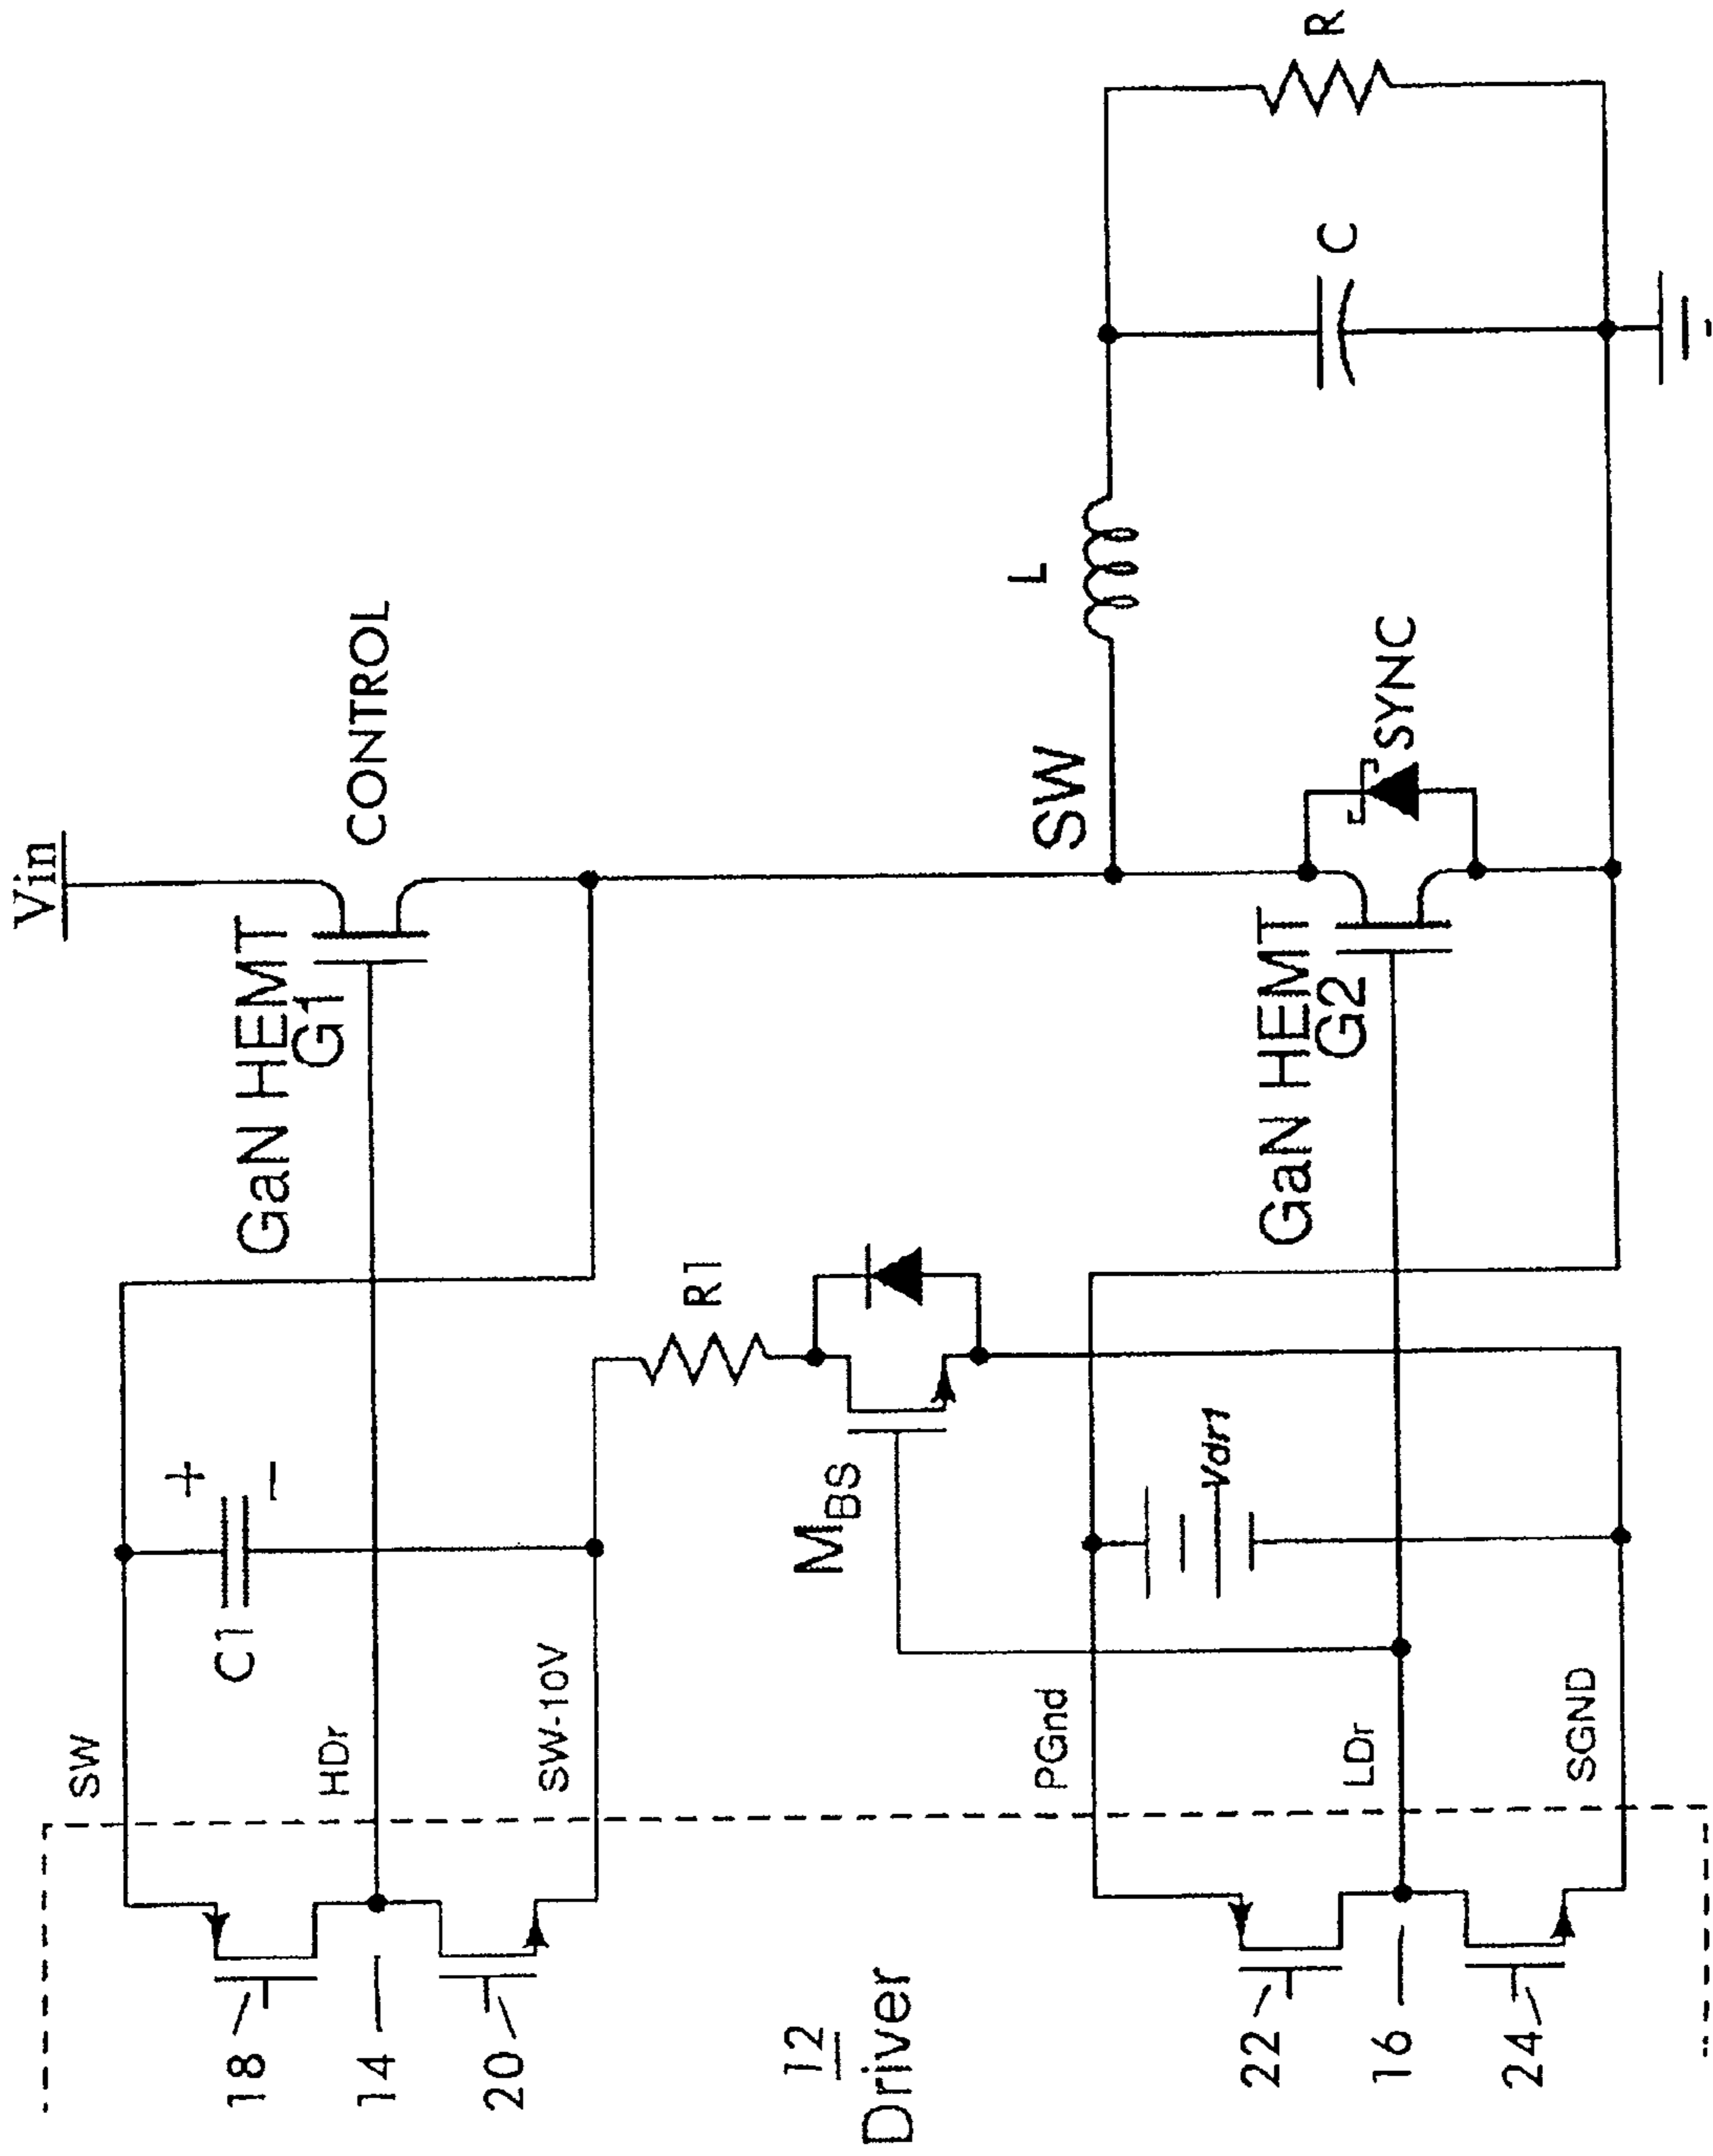 Vin
CONTROL
GaN HEMT
G1
SW
C1
+
−
HDr
SW-10V
R1
MBS
SW
L
C
R
SYNC
GaN HEMT
G2
PGnd
Vdr1
LDr
SGND
18
14
20
12
Driver
22
16
24